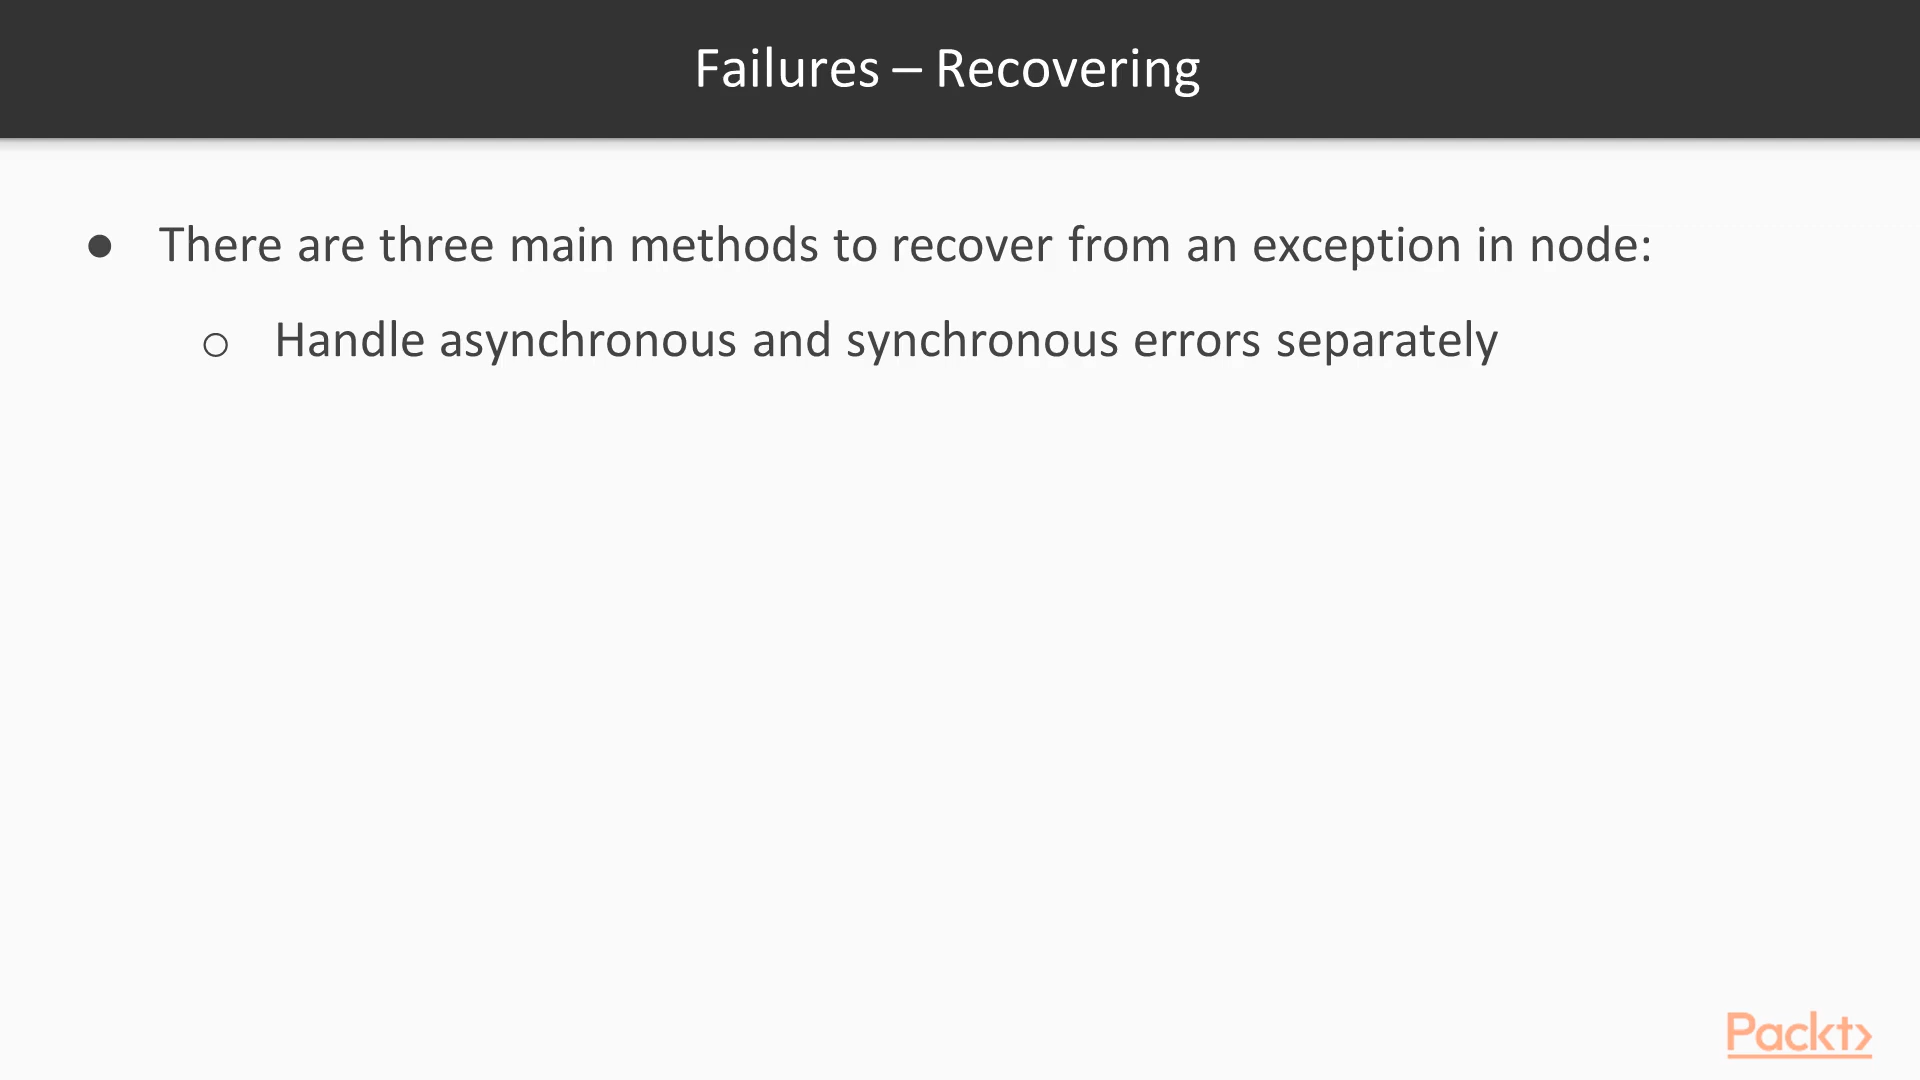 Failures – Recovering
● There are three main methods to recover from an exception in node:
○ Handle asynchronous and synchronous errors separately
Packt>